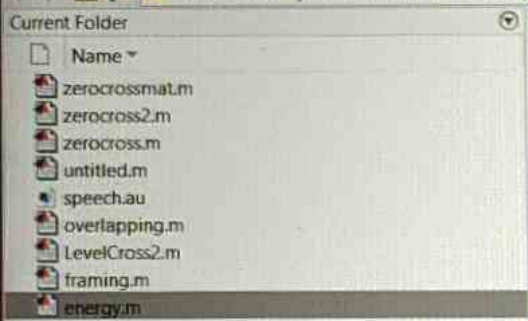 Current Folder
Name
zerocrossmat.m
zerocross2.m
zerocross.m
untitled.m
speech.au
overlapping.m
LevelCross2.m
framing.m
energy.m